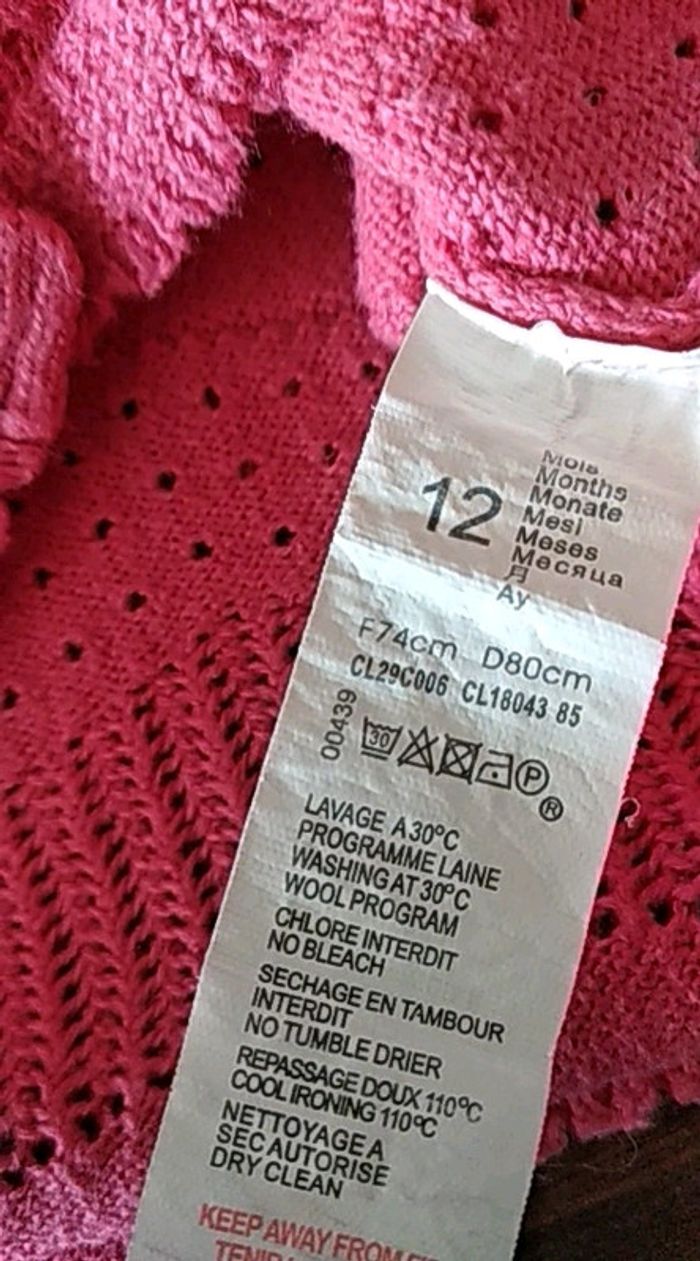 12
Mois
Months
Monate
Mesi
Meses
Месяца
月
Ay
F74cm D80cm
CL29C006 CL18043 85
00439
30 P
®
LAVAGE A 30°C
PROGRAMME LAINE
WASHING AT 30°C
WOOL PROGRAM
CHLORE INTERDIT
NO BLEACH
SECHAGE EN TAMBOUR
INTERDIT
NO TUMBLE DRIER
REPASSAGE DOUX 110°C
COOL IRONING 110°C
NETTOYAGE A
SEC AUTORISE
DRY CLEAN
KEEP AWAY FROM